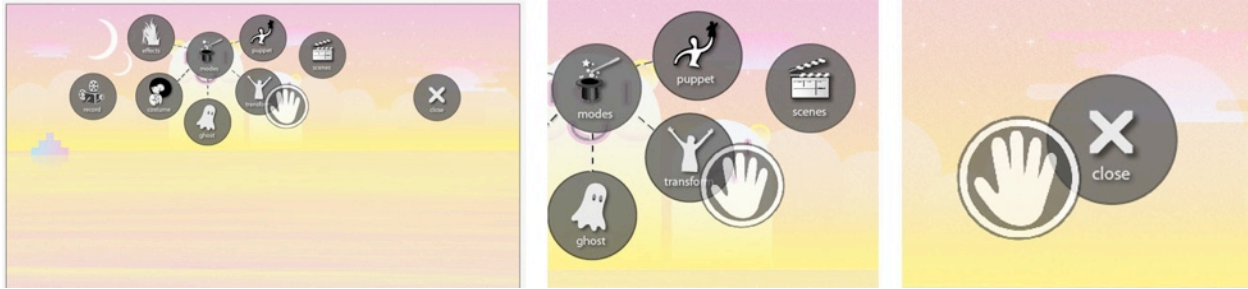 effects
modes
puppet
scenes
record
costume
transform
ghost
close
modes
puppet
scenes
transform
ghost
close